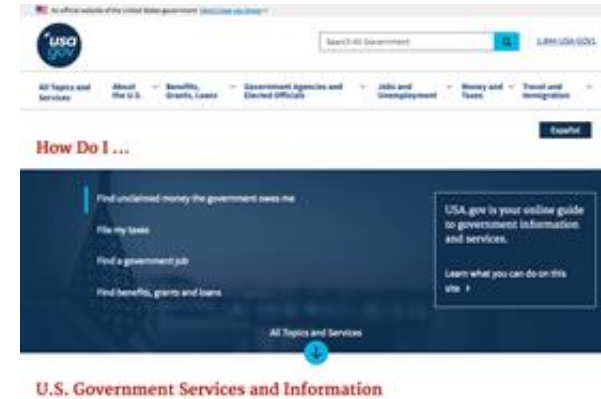 An official website of the United States government Here's how you know
usa
gov
Search All Government
1-844-USA-GOV1
All Topics and Services
About the U.S.
Benefits, Grants, Loans
Government Agencies and Elected Officials
Jobs and Unemployment
Money and Taxes
Travel and Immigration
Español
How Do I ...
Find unclaimed money the government owes me
File my taxes
Find a government job
Find benefits, grants and loans
USA.gov is your online guide
to government information
and services.
Learn what you can do on this
site
All Topics and Services
U.S. Government Services and Information